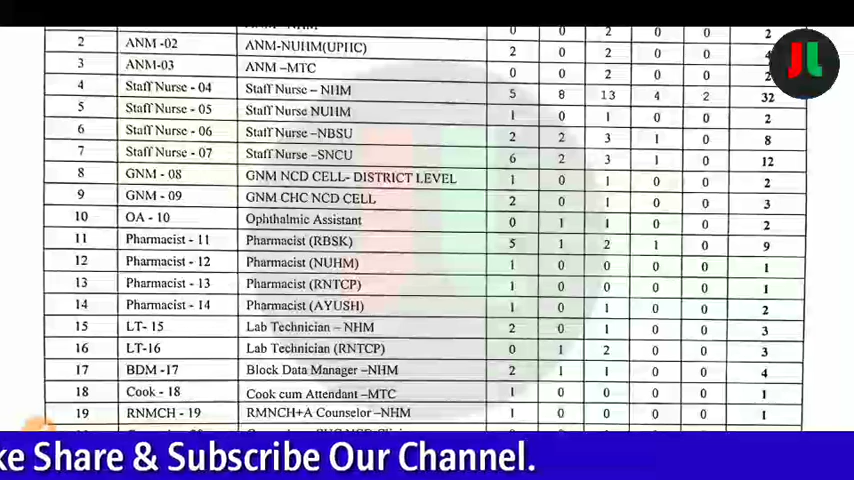 0 0 2 0 0 2
2 ANM -02 ANM-NUHM(UPHC) 2 0 2 0 0 4
3 ANM-03 ANM –MTC 0 0 2 0 0 2
4 Staff Nurse - 04 Staff Nurse – NHM 5 8 13 4 2 32
5 Staff Nurse - 05 Staff Nurse NUHM 1 0 1 0 0 2
6 Staff Nurse - 06 Staff Nurse –NBSU 2 2 3 1 0 8
7 Staff Nurse - 07 Staff Nurse –SNCU 6 2 3 1 0 12
8 GNM - 08 GNM NCD CELL- DISTRICT LEVEL 1 0 1 0 0 2
9 GNM - 09 GNM CHC NCD CELL 2 0 1 0 0 3
10 OA - 10 Ophthalmic Assistant 0 1 1 0 0 2
11 Pharmacist - 11 Pharmacist (RBSK) 5 1 2 1 0 9
12 Pharmacist - 12 Pharmacist (NUHM) 1 0 0 0 0 1
13 Pharmacist - 13 Pharmacist (RNTCP) 1 0 0 0 0 1
14 Pharmacist - 14 Pharmacist (AYUSH) 1 0 1 0 0 2
15 LT- 15 Lab Technician – NHM 2 0 1 0 0 3
16 LT-16 Lab Technician (RNTCP) 0 1 2 0 0 3
17 BDM -17 Block Data Manager –NHM 2 1 1 0 0 4
18 Cook - 18 Cook cum Attendant –MTC 1 0 0 0 0 1
19 RNMCH - 19 RMNCH+A Counselor –NHM 1 0 0 0 0 1
ke Share & Subscribe Our Channel.